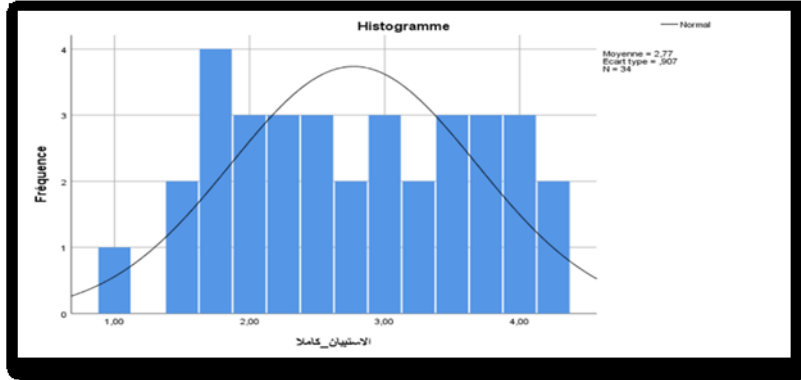 Histogramme
Normal
Moyenne = 2,77
Ecart type = ,907
N = 34
Fréquence
4
3
2
1
0
1,00 2,00 3,00 4,00
الاستبيان_كاملا